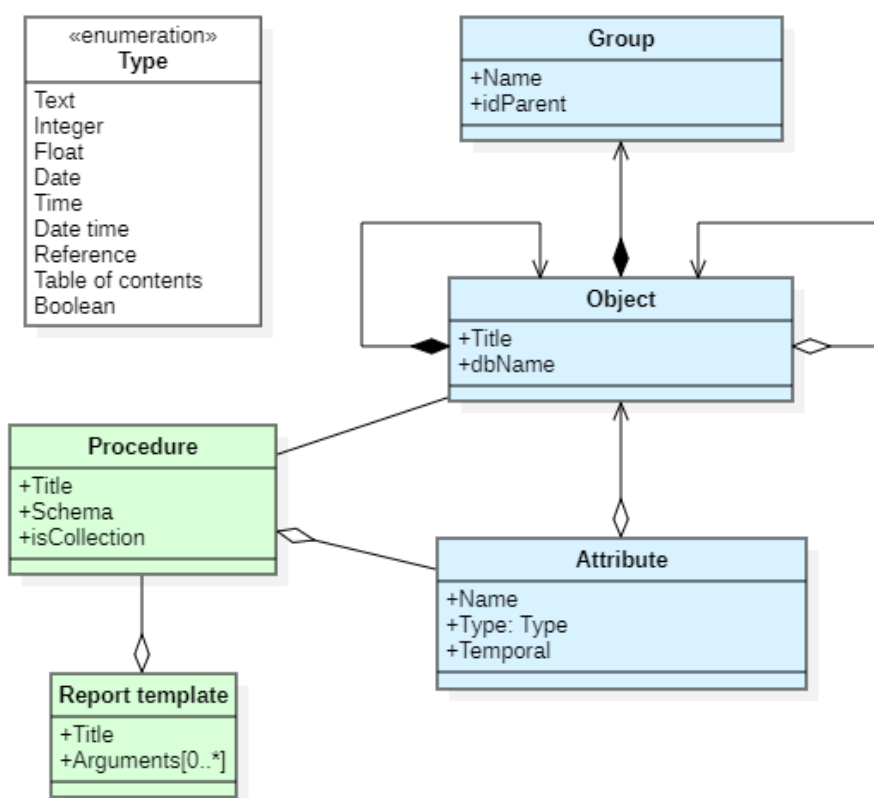 «enumeration»
Type
Text
Integer
Float
Date
Time
Date time
Reference
Table of contents
Boolean
Group
+Name
+idParent
Object
+Title
+dbName
Procedure
+Title
+Schema
+isCollection
Attribute
+Name
+Type: Type
+Temporal
Report template
+Title
+Arguments[0..*]